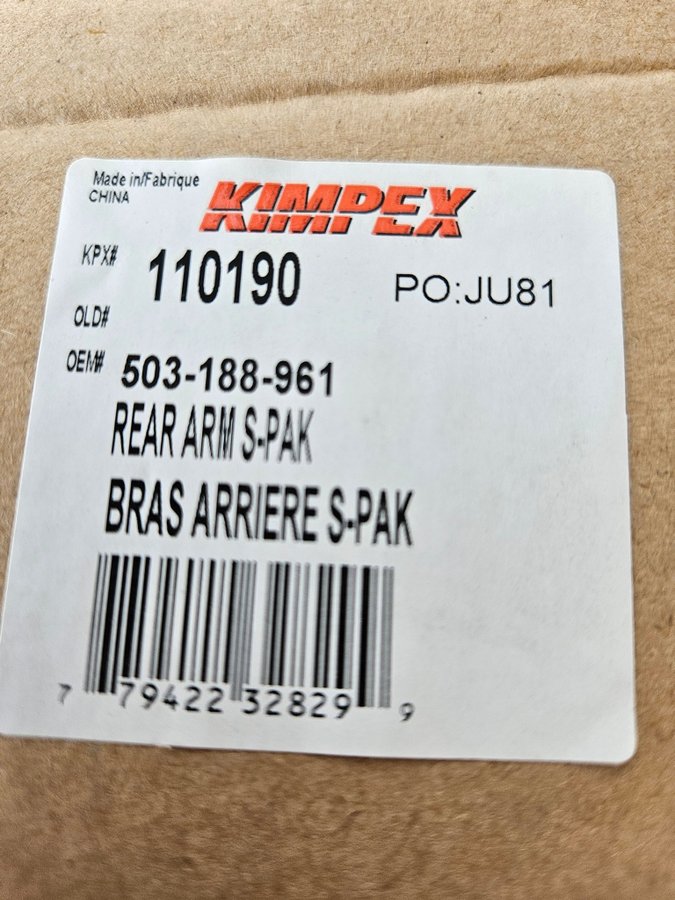 Made in/Fabrique
CHINA
KIMPEX
KPX# 110190 PO:JU81
OLD#
OEM# 503-188-961
REAR ARM S-PAK
BRAS ARRIERE S-PAK
7 79422 32829 9